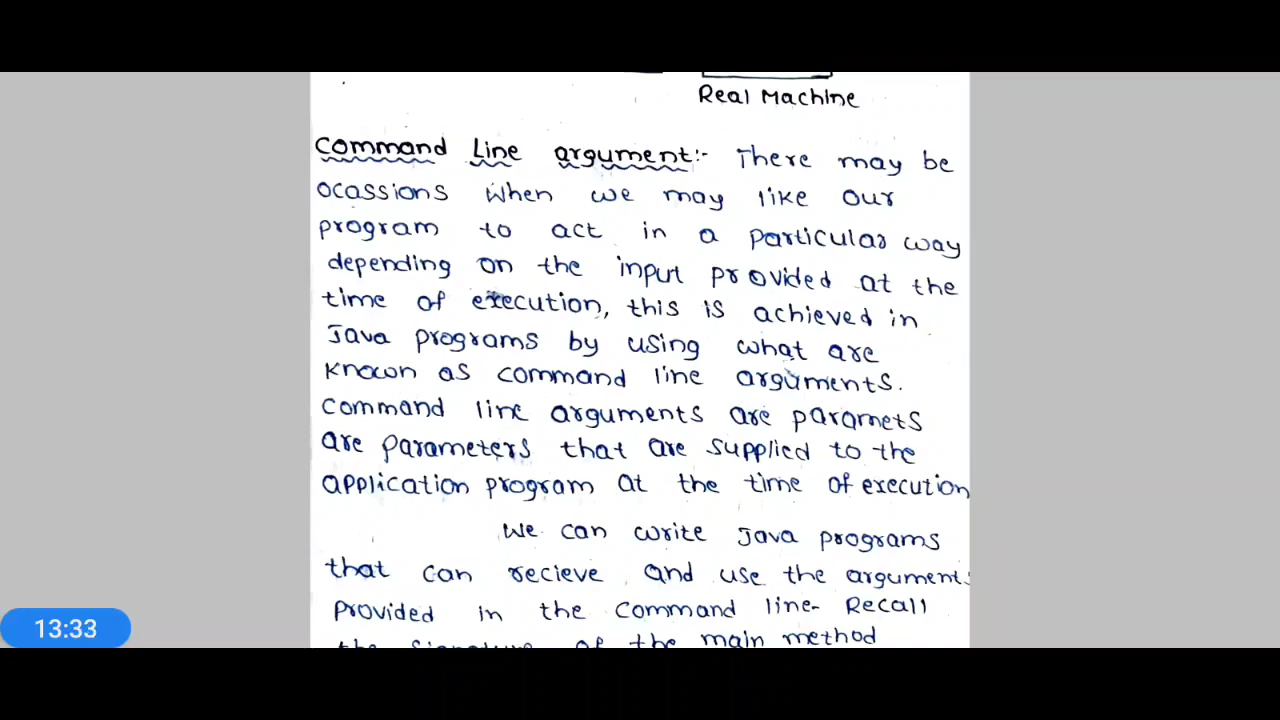 Real Machine
Command Line argument:- There may be
ocassions when we may like our
program to act in a particular way
depending on the input provided at the
time of execution, this is achieved in
Java programs by using what are
known as command line arguments.
Command line arguments are paramets
are parameters that are supplied to the
application program at the time of execution
We can write Java programs
that can recieve and use the arguments
provided in the command line- Recall
the signature of the main method
13:33